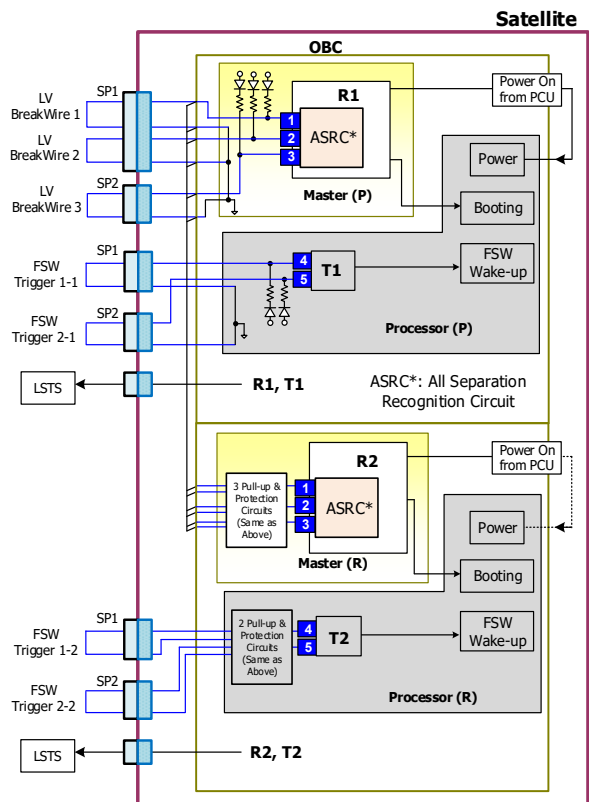 Satellite
OBC
SP1
LV
BreakWire 1
LV
BreakWire 2
SP2
LV
BreakWire 3
R1
1
2
3
ASRC*
Master (P)
Power On
from PCU
Power
Booting
SP1
FSW
Trigger 1-1
SP2
FSW
Trigger 2-1
4
5
T1
FSW
Wake-up
Processor (P)
LSTS
R1, T1
ASRC*: All Separation
Recognition Circuit
R2
3 Pull-up &
Protection
Circuits
(Same as
Above)
1
2
3
ASRC*
Master (R)
Power On
from PCU
Power
Booting
SP1
FSW
Trigger 1-2
SP2
FSW
Trigger 2-2
2 Pull-up &
Protection
Circuits
(Same as
Above)
4
5
T2
FSW
Wake-up
Processor (R)
LSTS
R2, T2